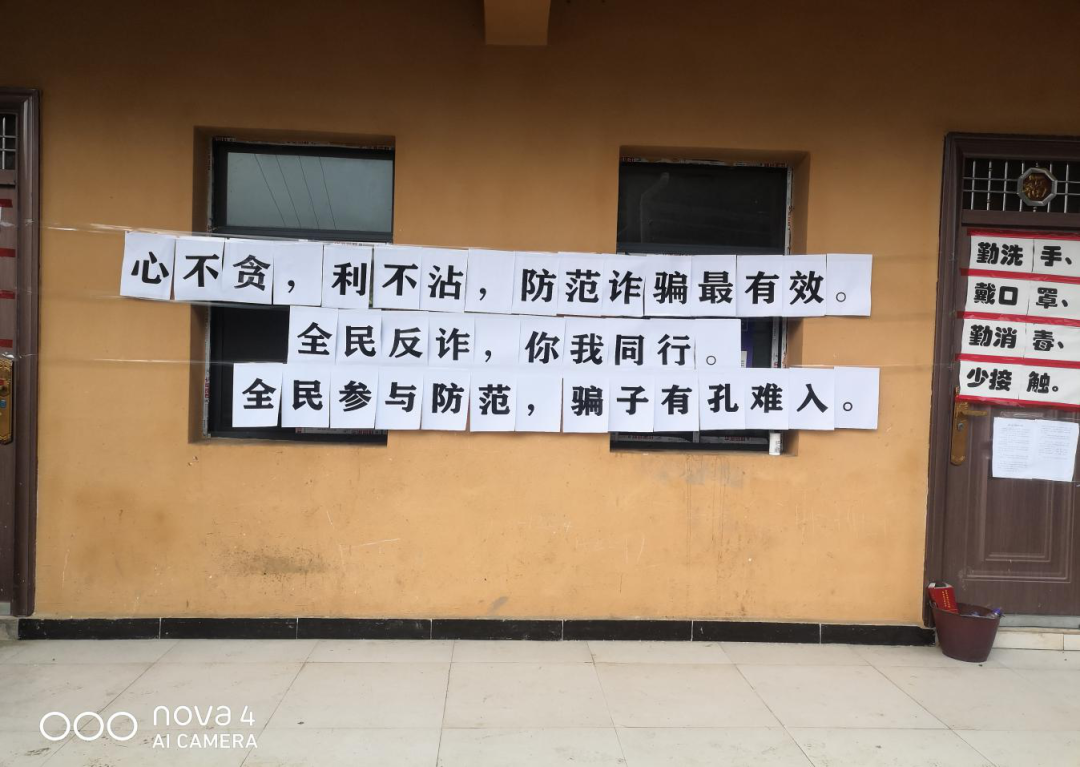 心不贪，利不沾，防范诈骗最有效。
全民反诈，你我同行。
全民参与防范，骗子有孔难入。
勤洗手、
戴口罩、
勤消毒、
少接触。
nova 4
AI CAMERA